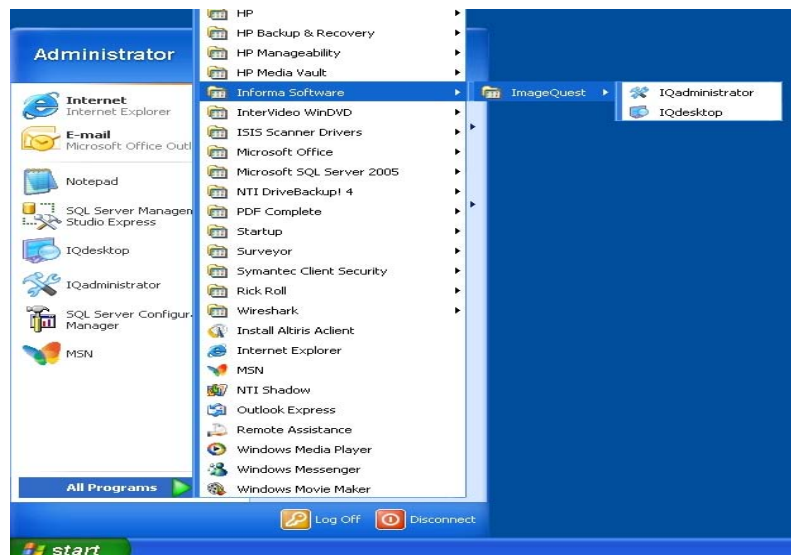 Administrator
Internet
Internet Explorer
E-mail
Microsoft Office Outl
Notepad
SQL Server Managen
Studio Express
IQdesktop
IQadministrator
SQL Server Configur
Manager
MSN
All Programs
HP
HP Backup & Recovery
HP Manageability
HP Media Vault
Informa Software
InterVideo WinDVD
ISIS Scanner Drivers
Microsoft Office
Microsoft SQL Server 2005
NTI DriveBackup! 4
PDF Complete
Startup
Surveyor
Symantec Client Security
Rick Roll
Wireshark
Install Altiris Aclient
Internet Explorer
MSN
NTI Shadow
Outlook Express
Remote Assistance
Windows Media Player
Windows Messenger
Windows Movie Maker
ImageQuest
IQadministrator
IQdesktop
Log Off
Disconnect
start